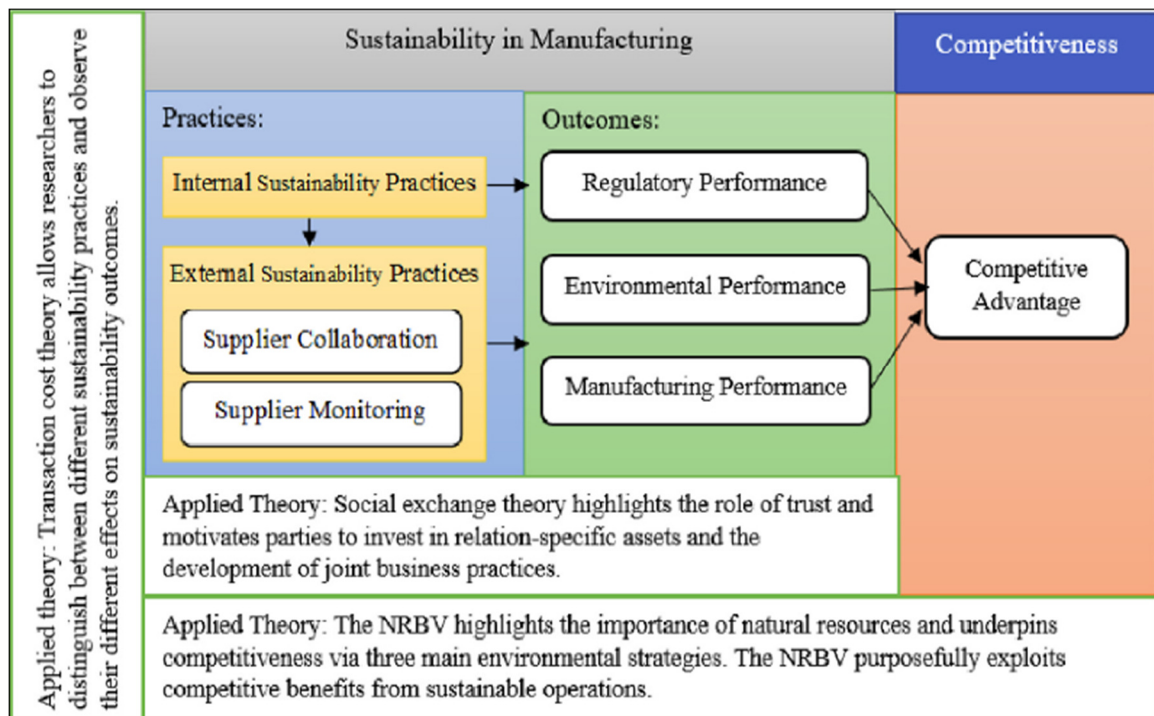 Applied theory: Transaction cost theory allows researchers to
distinguish between different sustainability practices and observe
their different effects on sustainability outcomes.
Sustainability in Manufacturing
Competitiveness
Practices:
Internal Sustainability Practices
External Sustainability Practices
Supplier Collaboration
Supplier Monitoring
Outcomes:
Regulatory Performance
Environmental Performance
Manufacturing Performance
Competitive
Advantage
Applied Theory: Social exchange theory highlights the role of trust and
motivates parties to invest in relation-specific assets and the
development of joint business practices.
Applied Theory: The NRBV highlights the importance of natural resources and underpins
competitiveness via three main environmental strategies. The NRBV purposefully exploits
competitive benefits from sustainable operations.